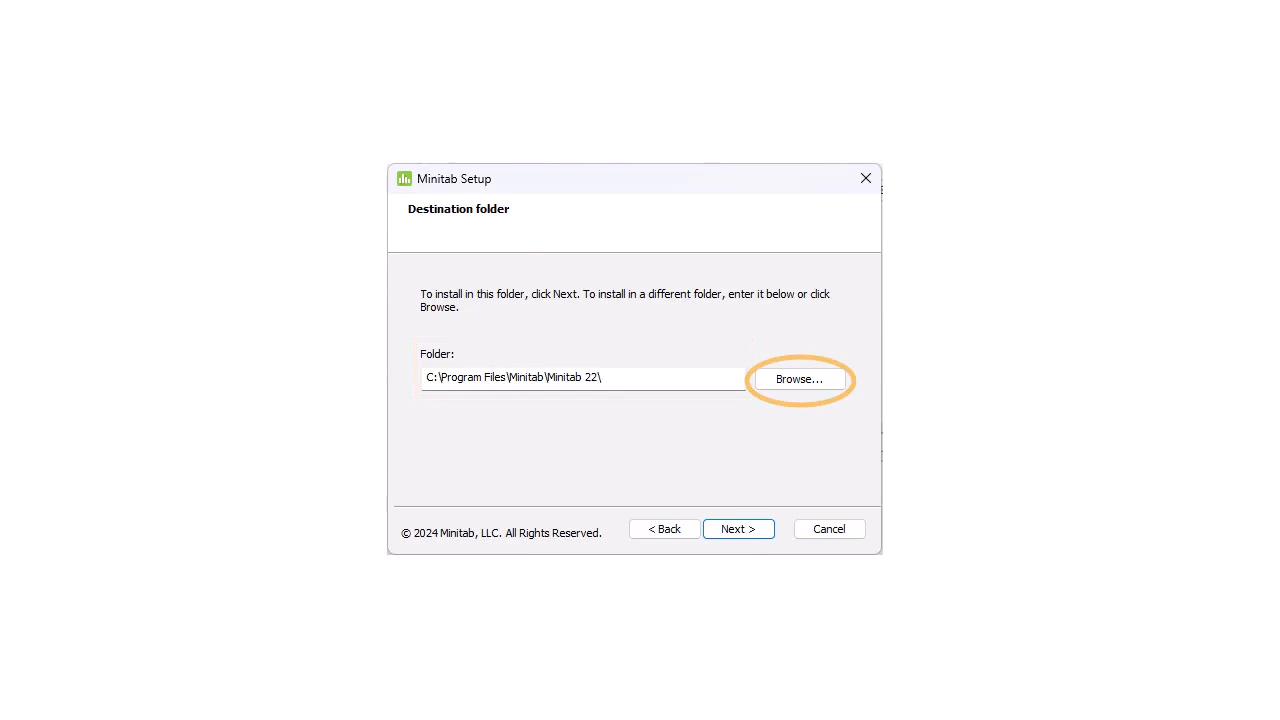 Minitab Setup
Destination folder
To install in this folder, click Next. To install in a different folder, enter it below or click
Browse.
Folder:
C:\Program Files\Minitab\Minitab 22\
Browse...
© 2024 Minitab, LLC. All Rights Reserved.
< Back
Next >
Cancel